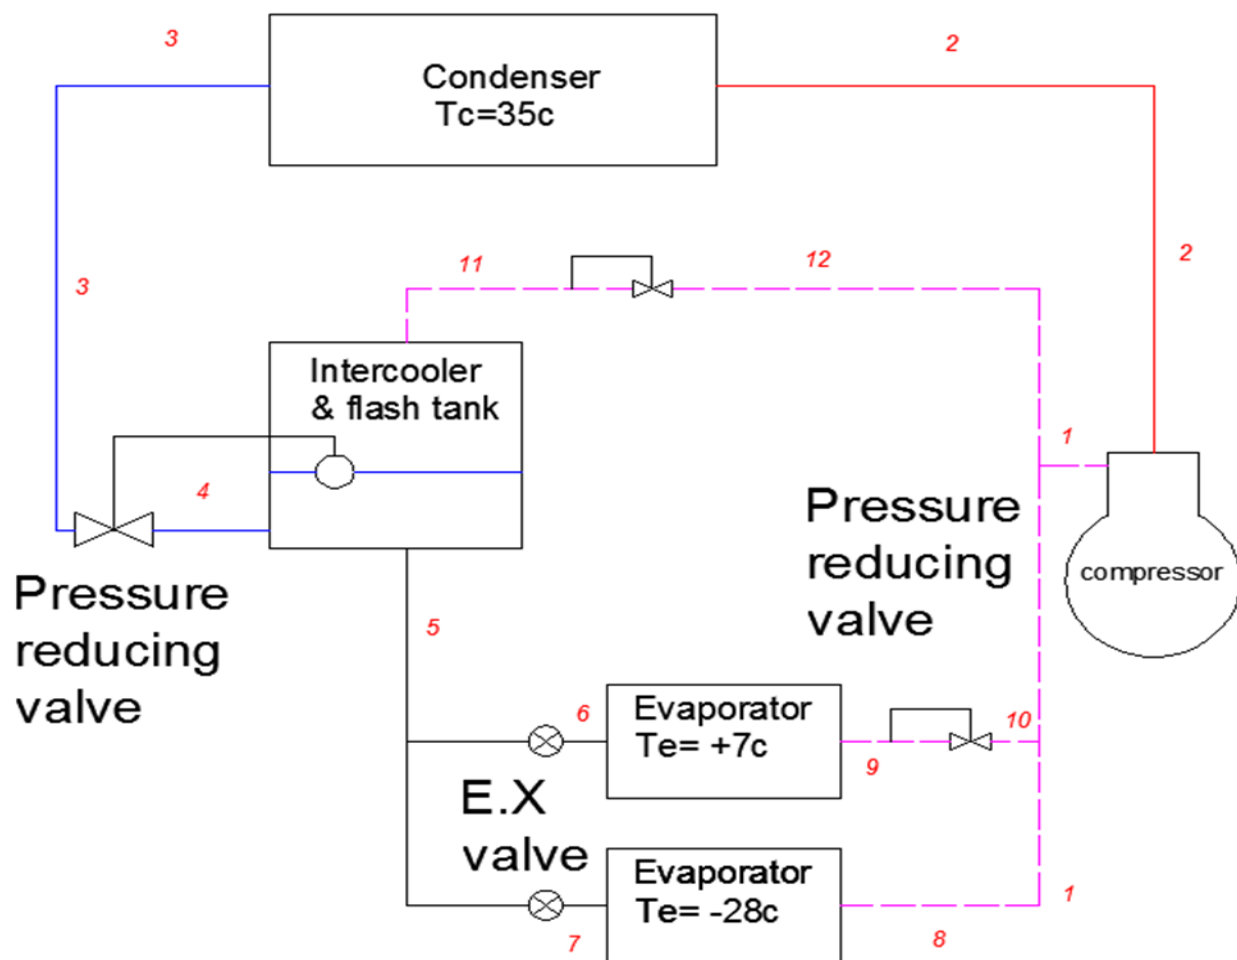 3
2
Condenser
Tc=35c
2
3
11
12
Intercooler
& flash tank
1
4
Pressure
reducing
valve
compressor
Pressure
reducing
valve
5
6
Evaporator
Te= +7c
10
9
E.X
valve
Evaporator
Te= -28c
1
7
8